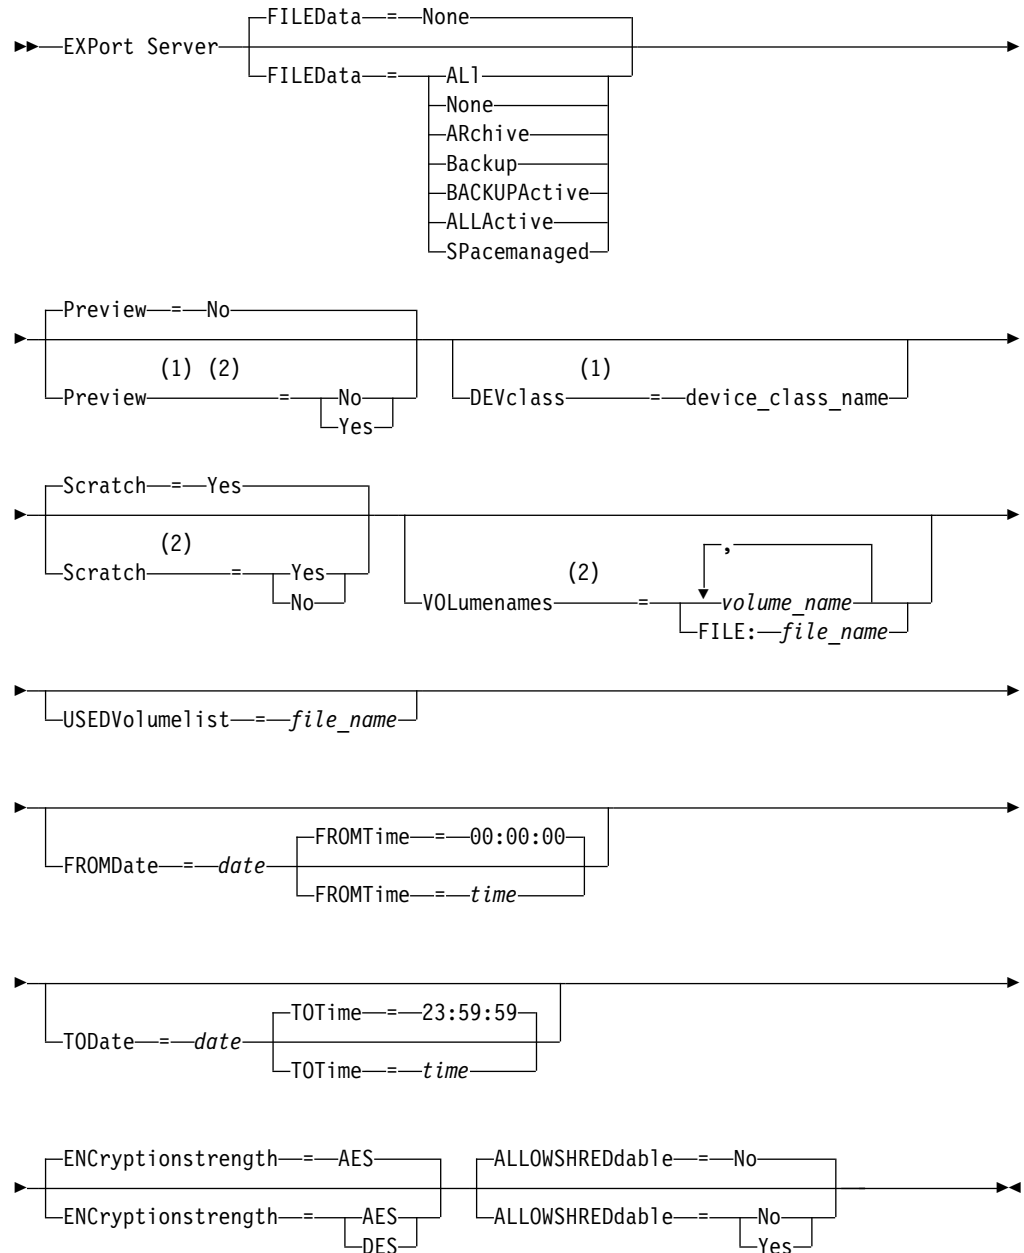 FILEData = None
EXPort Server
FILEData = ALl
None
ARchive
Backup
BACKUPActive
ALLActive
SPacemanaged
Preview = No
(1) (2)
Preview = No
Yes
(1)
DEVclass = device_class_name
Scratch = Yes
(2)
Scratch = Yes
No
,
(2)
VOLumenames = volume_name
FILE: file_name
USEDVolumelist = file_name
FROMTime = 00:00:00
FROMDate = date
FROMTime = time
TOTime = 23:59:59
TODate = date
TOTime = time
ENCryptionstrength = AES
ENCryptionstrength = AES
DES
ALLOWSHREDdable = No
ALLOWSHREDdable = No
Yes